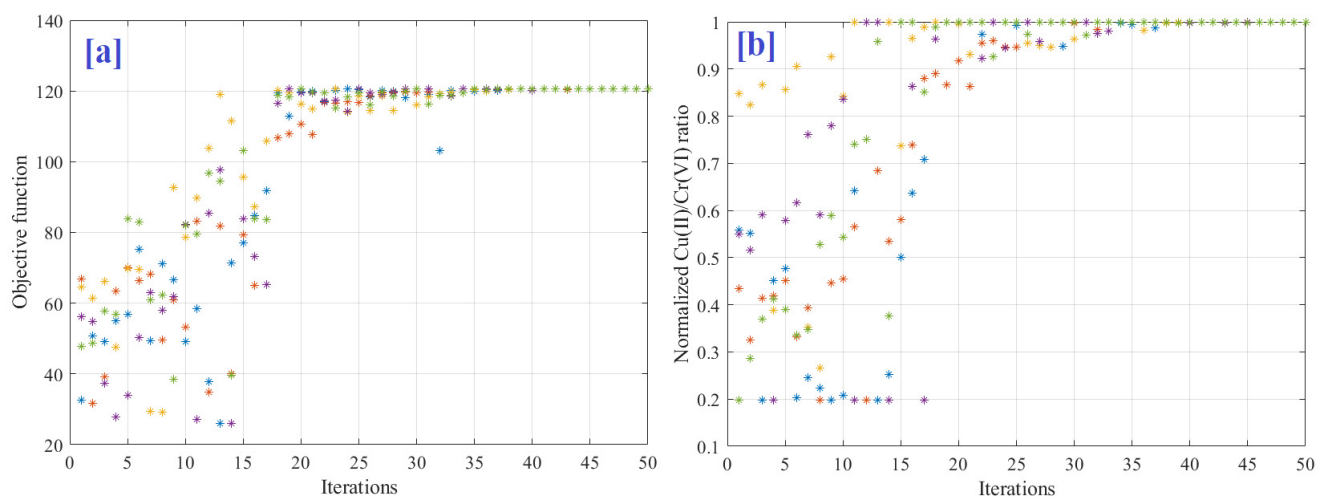 [a]
Objective function
140
120
100
80
60
40
20
0 5 10 15 20 25 30 35 40 45 50
Iterations
[b]
Normalized Cu(II)/Cr(VI) ratio
1
0.9
0.8
0.7
0.6
0.5
0.4
0.3
0.2
0.1
0 5 10 15 20 25 30 35 40 45 50
Iterations